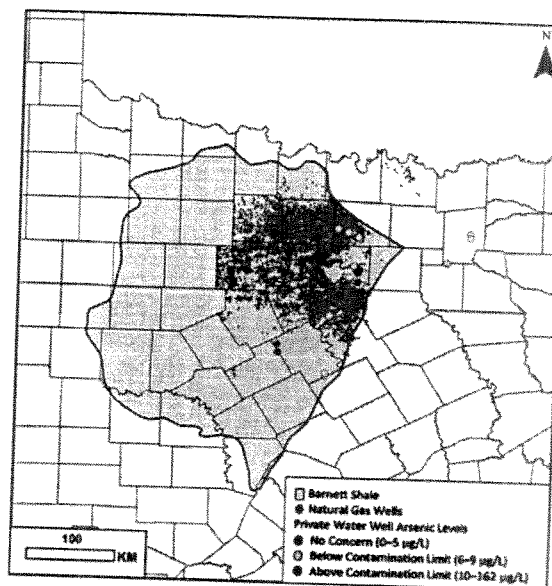 N
Barnett Shale
Natural Gas Wells
Private Water Well Arsenic Levels
No Concern (0–5 µg/L)
Below Contamination Limit (6–9 µg/L)
Above Contamination Limit (10–162 µg/L)
100
KM